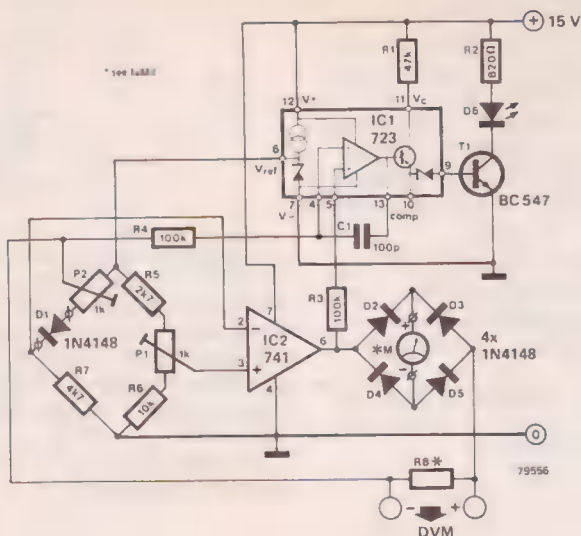 + 15 V
R1
47k
R2
820Ω
* see
12 V+
11 Vc
D6
IC1
723
6
Vref
T1
9
BC547
7
V-
4
5
13
10
comp
R4
100k
C1
100p
P2
1k
R5
2k7
R3
100k
D1
1N4148
P1
1k
2
7
IC2
741
6
3
4
D2
D3
*M
4x
1N4148
D4
D5
R7
4k7
R6
10k
0
79556
R8*
- +
DVM